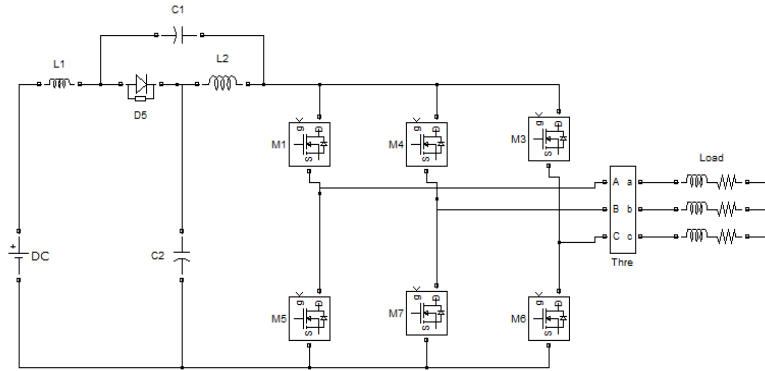 C1
L1
L2
D5
g
D
S
M1
g
D
S
M4
g
D
S
M3
Load
A a
B b
C c
Thre
+
DC
C2
g
D
S
M5
g
D
S
M7
g
D
S
M6